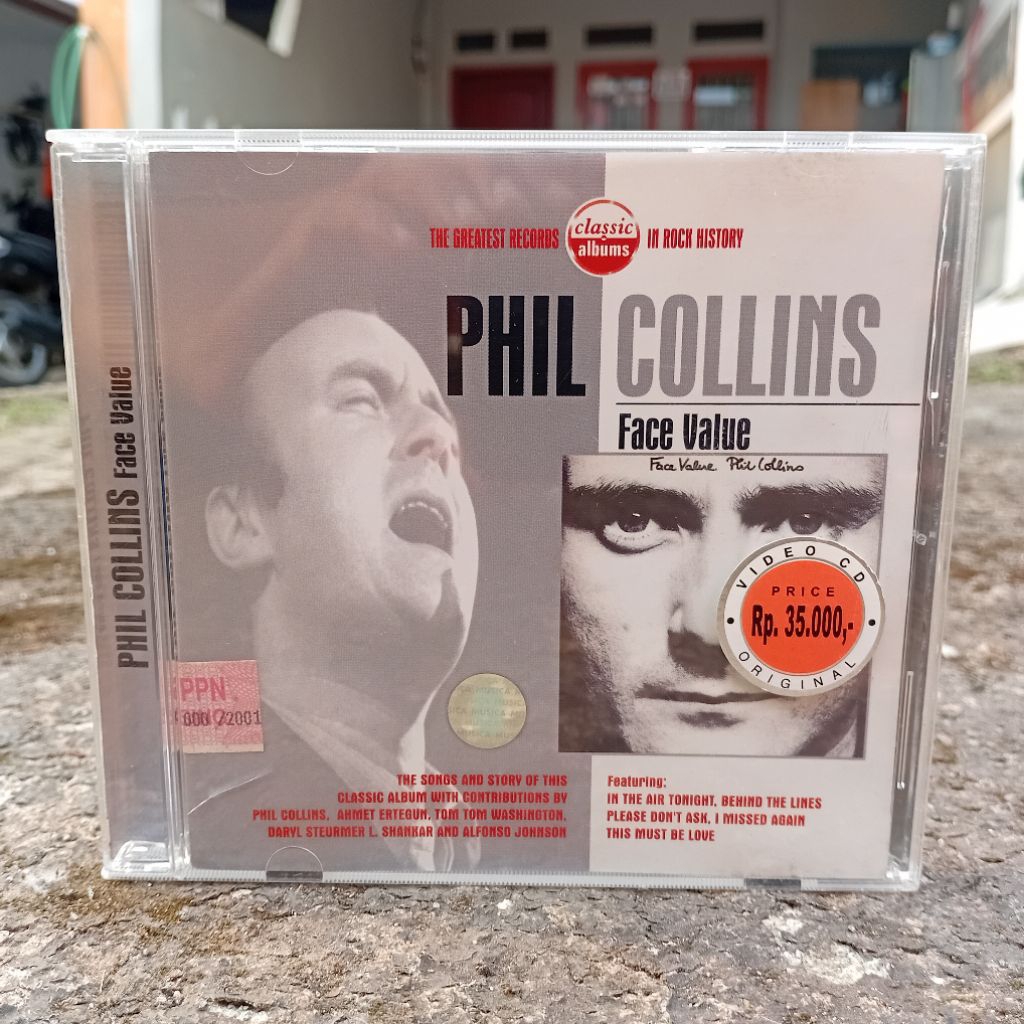 THE GREATEST RECORDS classic albums IN ROCK HISTORY
PHIL COLLINS
Face Value
Face Value Phil Collins
VIDEO CD
PRICE
Rp. 35.000,-
ORIGINAL
PHIL COLLINS Face Value
PPN
000 /2001
MUSICA
THE SONGS AND STORY OF THIS
CLASSIC ALBUM WITH CONTRIBUTIONS BY
PHIL COLLINS, AHMET ERTEGUN, TOM TOM WASHINGTON,
DARYL STEURMER L. SHANKAR AND ALFONSO JOHNSON
Featuring:
IN THE AIR TONIGHT, BEHIND THE LINES
PLEASE DON'T ASK, I MISSED AGAIN
THIS MUST BE LOVE